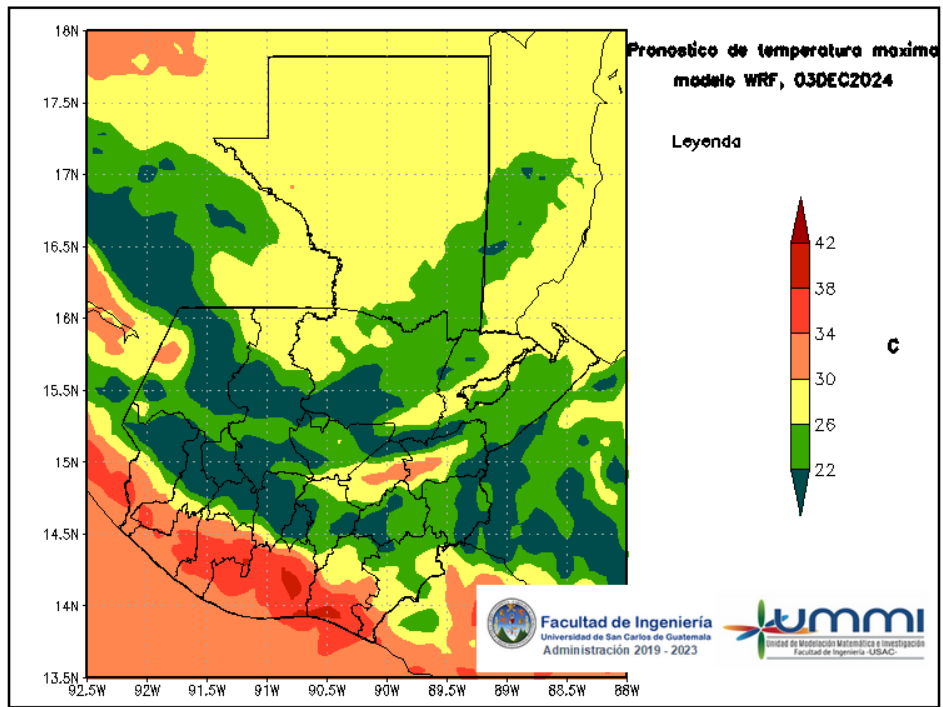 Pronostico de temperatura maxima
modelo WRF, 03DEC2024
Leyenda
42
38
34
30
26
22
C
18N
17.5N
17N
16.5N
16N
15.5N
15N
14.5N
14N
13.5N
92.5W 92W 91.5W 91W 90.5W 90W 89.5W 89W 88.5W 88W
Facultad de Ingeniería
Universidad de San Carlos de Guatemala
Administración 2019 - 2023
ummi
Unidad de Modelación Matemática e Investigación
Facultad de Ingeniería -USAC-